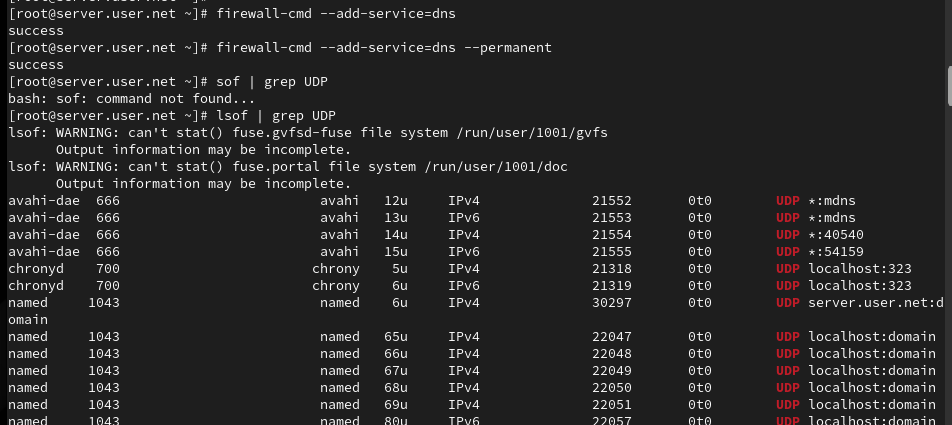 [root@server.user.net ~]# firewall-cmd --add-service=dns
success
[root@server.user.net ~]# firewall-cmd --add-service=dns --permanent
success
[root@server.user.net ~]# sof | grep UDP
bash: sof: command not found...
[root@server.user.net ~]# lsof | grep UDP
lsof: WARNING: can't stat() fuse.gvfsd-fuse file system /run/user/1001/gvfs
      Output information may be incomplete.
lsof: WARNING: can't stat() fuse.portal file system /run/user/1001/doc
      Output information may be incomplete.
avahi-dae  666                         avahi   12u     IPv4              21552       0t0        UDP *:mdns
avahi-dae  666                         avahi   13u     IPv6              21553       0t0        UDP *:mdns
avahi-dae  666                         avahi   14u     IPv4              21554       0t0        UDP *:40540
avahi-dae  666                         avahi   15u     IPv6              21555       0t0        UDP *:54159
chronyd    700                        chrony    5u     IPv4              21318       0t0        UDP localhost:323
chronyd    700                        chrony    6u     IPv6              21319       0t0        UDP localhost:323
named     1043                         named    6u     IPv4              30297       0t0        UDP server.user.net:d
omain
named     1043                         named   65u     IPv4              22047       0t0        UDP localhost:domain
named     1043                         named   66u     IPv4              22048       0t0        UDP localhost:domain
named     1043                         named   67u     IPv4              22049       0t0        UDP localhost:domain
named     1043                         named   68u     IPv4              22050       0t0        UDP localhost:domain
named     1043                         named   69u     IPv4              22051       0t0        UDP localhost:domain
named     1043                         named   80u     IPv6              22057       0t0        UDP localhost:domain